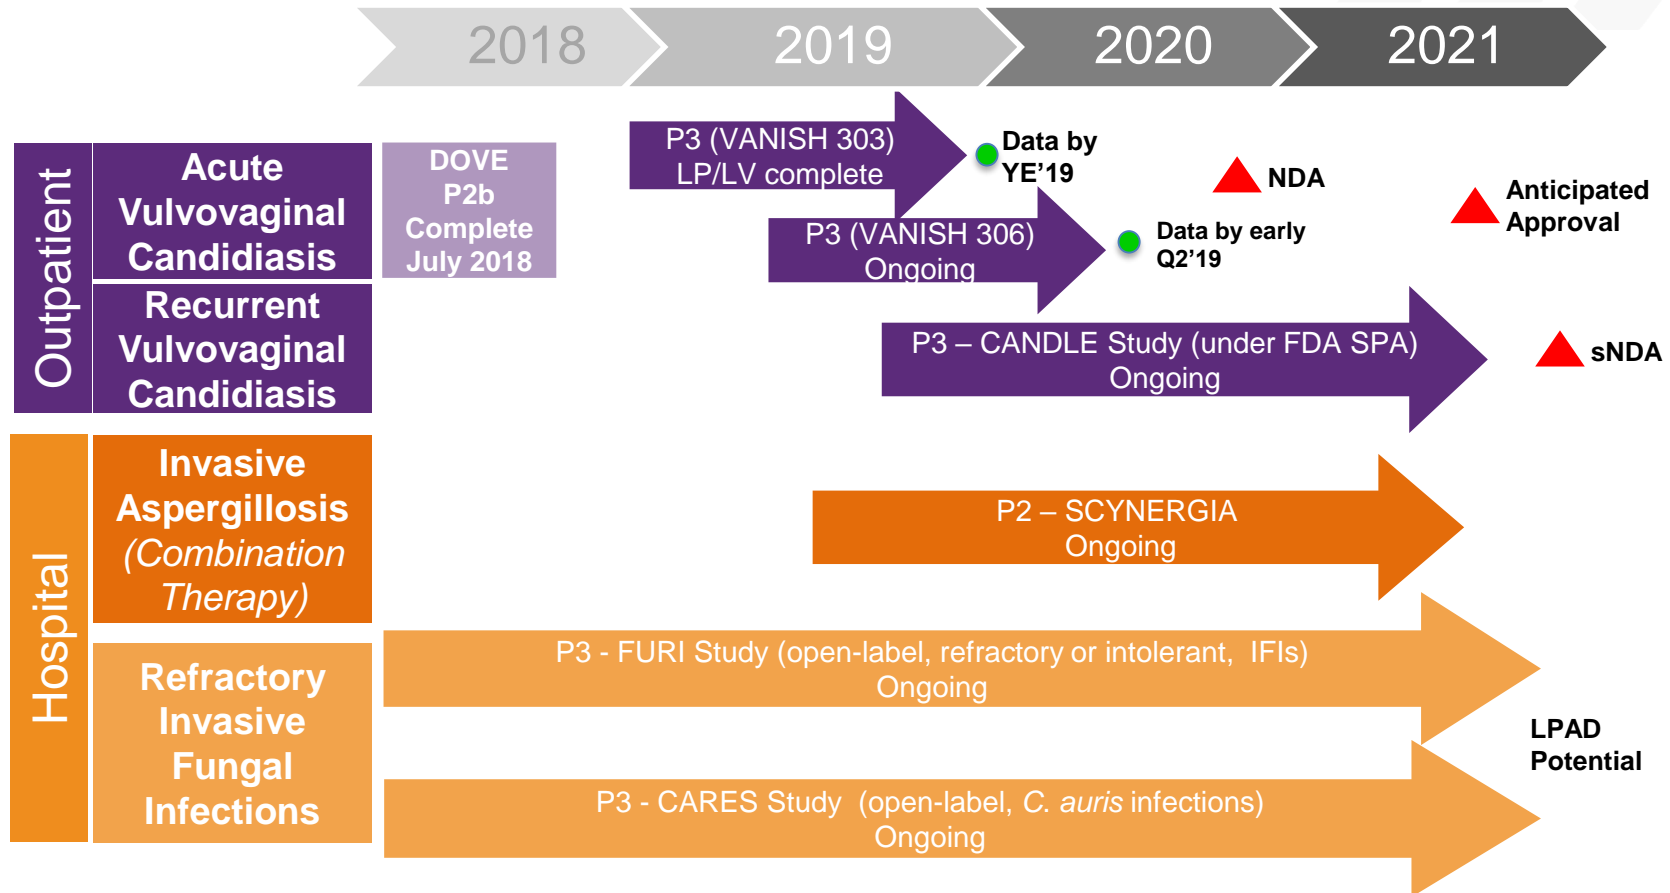 2018
2019
2020
2021
Outpatient
Acute
Vulvovaginal
Candidiasis
DOVE
P2b
Complete
July 2018
P3 (VANISH 303)
LP/LV complete
Data by
YE'19
NDA
Anticipated
Approval
P3 (VANISH 306)
Ongoing
Data by early
Q2'19
Recurrent
Vulvovaginal
Candidiasis
P3 – CANDLE Study (under FDA SPA)
Ongoing
sNDA
Hospital
Invasive
Aspergillosis
(Combination
Therapy)
P2 – SCYNERGIA
Ongoing
Refractory
Invasive
Fungal
Infections
P3 - FURI Study (open-label, refractory or intolerant, IFIs)
Ongoing
P3 - CARES Study (open-label, C. auris infections)
Ongoing
LPAD
Potential